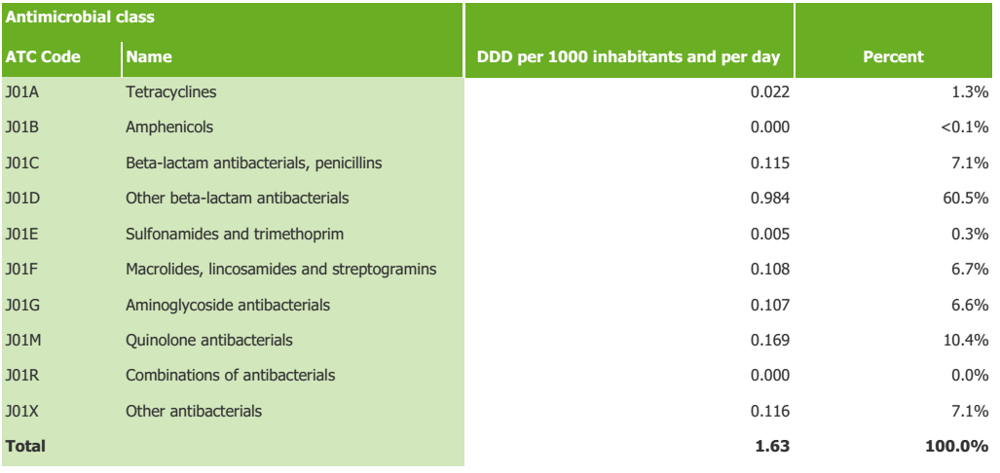 Antimicrobial class
ATC Code Name DDD per 1000 inhabitants and per day Percent
J01A Tetracyclines 0.022 1.3%
J01B Amphenicols 0.000 <0.1%
J01C Beta-lactam antibacterials, penicillins 0.115 7.1%
J01D Other beta-lactam antibacterials 0.984 60.5%
J01E Sulfonamides and trimethoprim 0.005 0.3%
J01F Macrolides, lincosamides and streptogramins 0.108 6.7%
J01G Aminoglycoside antibacterials 0.107 6.6%
J01M Quinolone antibacterials 0.169 10.4%
J01R Combinations of antibacterials 0.000 0.0%
J01X Other antibacterials 0.116 7.1%
Total 1.63 100.0%